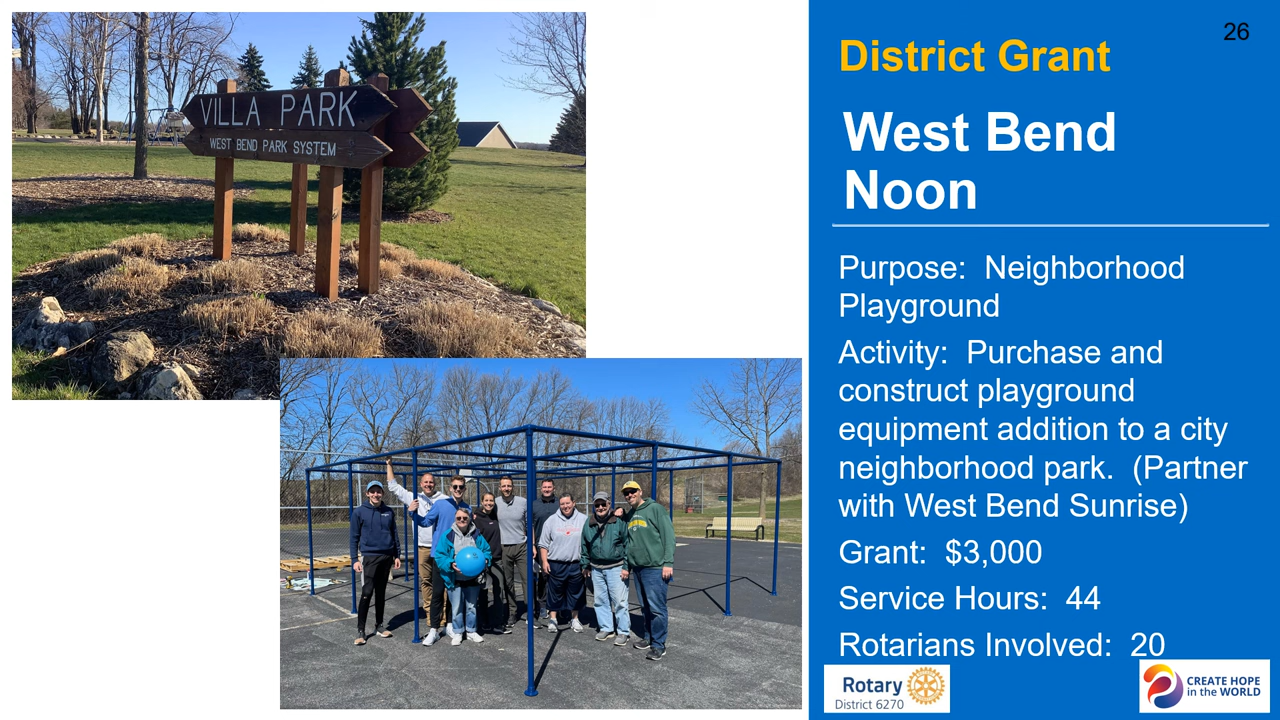 VILLA PARK
WEST BEND PARK SYSTEM
26
District Grant
West Bend
Noon
Purpose:  Neighborhood
Playground
Activity:  Purchase and
construct playground
equipment addition to a city
neighborhood park.  (Partner
with West Bend Sunrise)
Grant:  $3,000
Service Hours:  44
Rotarians Involved:  20
Rotary
District 6270
CREATE HOPE
in the WORLD